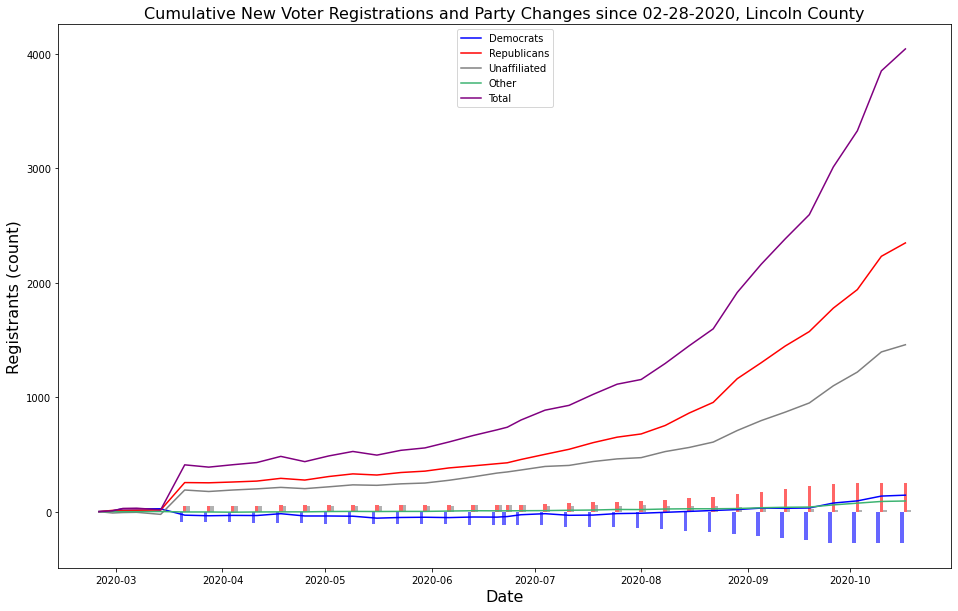 Cumulative New Voter Registrations and Party Changes since 02-28-2020, Lincoln County
Democrats
Republicans
Unaffiliated
Other
Total
Registrants (count)
4000
3000
2000
1000
0
2020-03 2020-04 2020-05 2020-06 2020-07 2020-08 2020-09 2020-10
Date